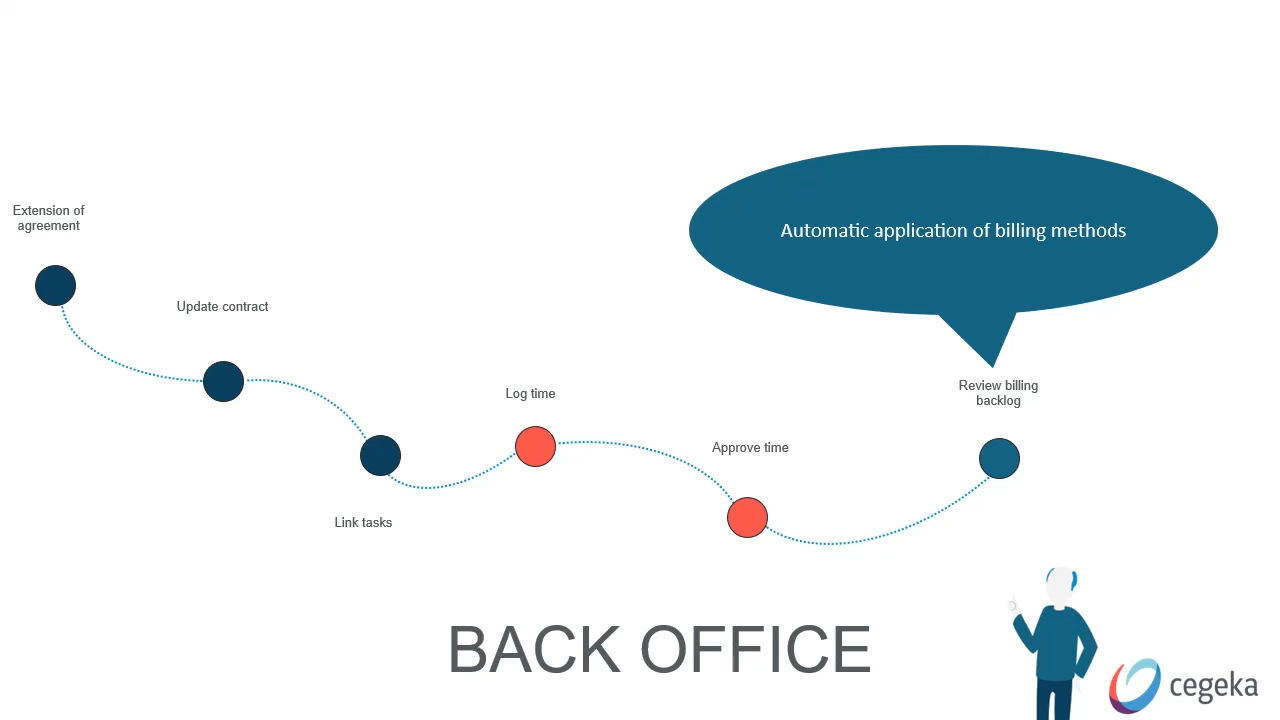 Extension of
agreement
Update contract
Link tasks
Log time
Approve time
Automatic application of billing methods
Review billing
backlog
BACK OFFICE
cegeka